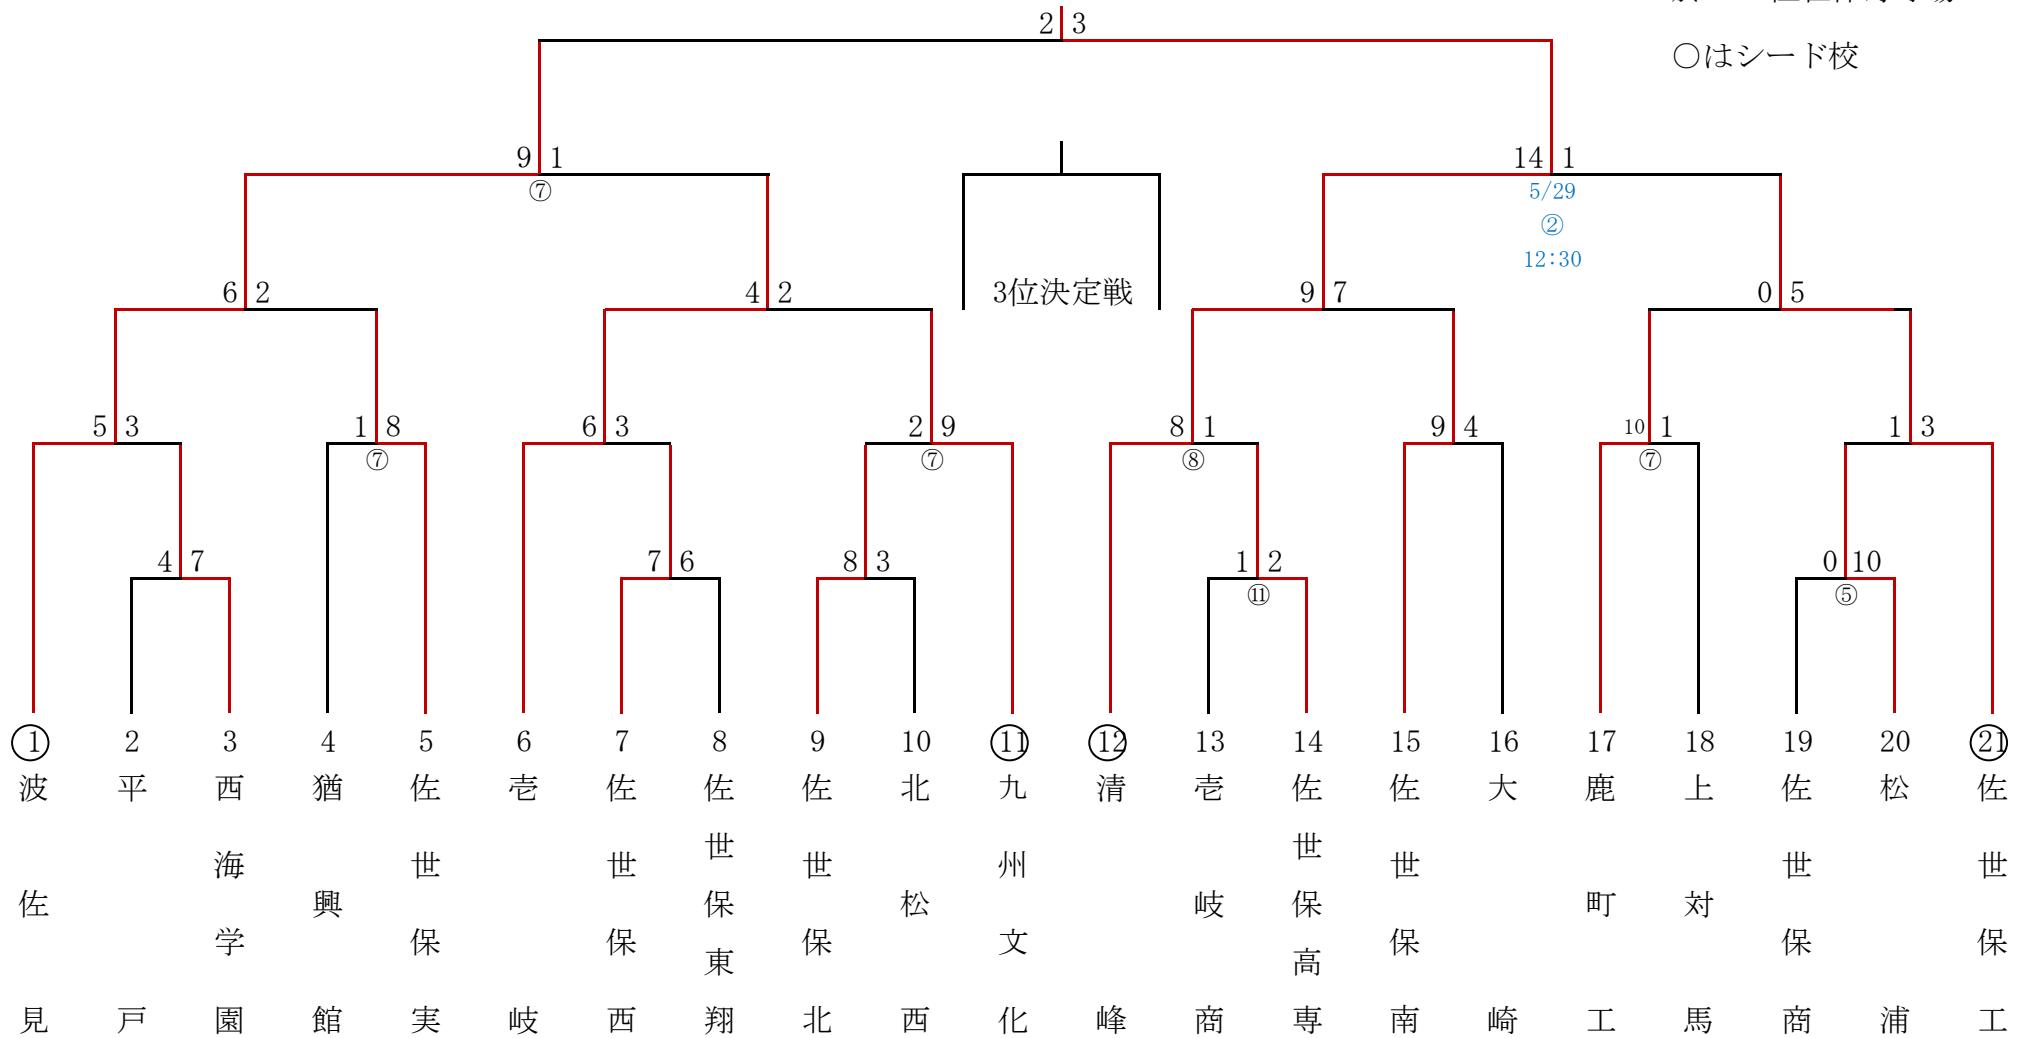 2 3
○はシード校
9 1
14 1
⑦
5/29
②
12:30
6 2
4 2
3位決定戦
9 7
0 5
5 3
1 8
6 3
2 9
8 1
9 4
10 1
1 3
⑦
⑦
⑧
⑦
4 7
7 6
8 3
1 2
0 10
⑪
⑤
① 2 3 4 5 6 7 8 9 10 ⑪ ⑫ 13 14 15 16 17 18 19 20 ㉑
波佐見
平戸
西海学園
猶興館
佐世保実
壱岐
佐世保西
佐世保東翔
佐世保北
北松西
九州文化
清峰
壱岐商
佐世保高専
佐世保南
大崎
鹿町工
上対馬
佐世保商
松浦
佐世保工